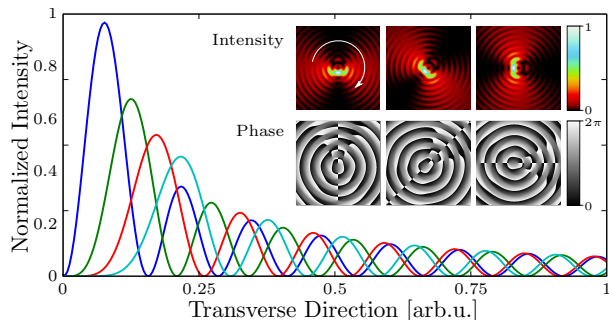 Normalized Intensity
1
0.8
0.6
0.4
0.2
0
0
0.25
0.5
0.75
1
Transverse Direction [arb.u.]
Intensity
1
0
Phase
2π
0